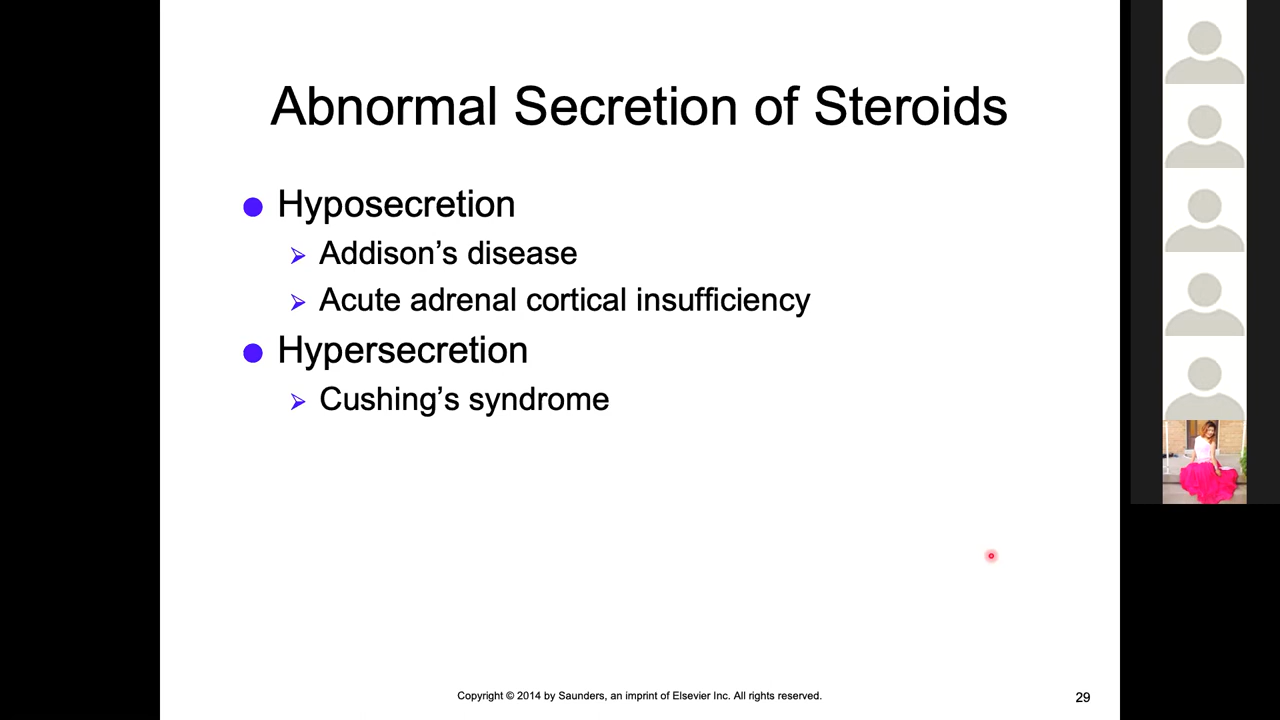 Abnormal Secretion of Steroids
Hyposecretion
Addison’s disease
Acute adrenal cortical insufficiency
Hypersecretion
Cushing’s syndrome
Copyright © 2014 by Saunders, an imprint of Elsevier Inc. All rights reserved.
29